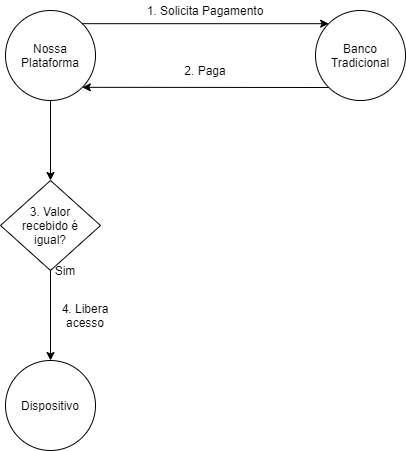 1. Solicita Pagamento
Nossa
Plataforma
Banco
Tradicional
2. Paga
3. Valor
recebido é
igual?
Sim
4. Libera
acesso
Dispositivo